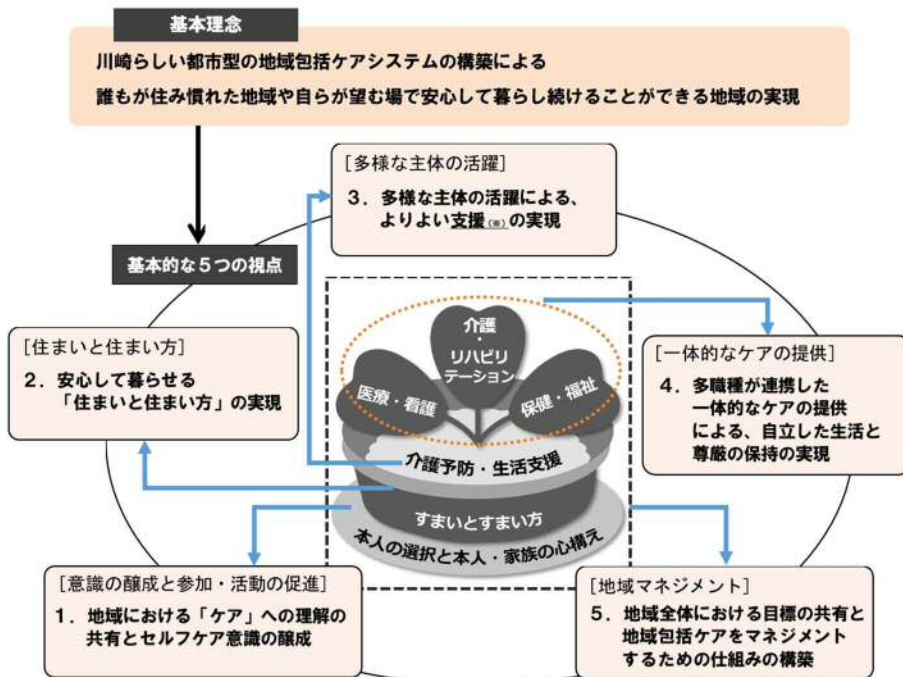 基本理念
川崎らしい都市型の地域包括ケアシステムの構築による
誰もが住み慣れた地域や自らが望む場で安心して暮らし続けることができる地域の実現
基本的な５つの視点
[多様な主体の活躍]
３．多様な主体の活躍による、
よりよい支援(※)の実現
[住まいと住まい方]
２．安心して暮らせる
「住まいと住まい方」の実現
[一体的なケアの提供]
４．多職種が連携した
一体的なケアの提供
による、自立した生活と
尊厳の保持の実現
介護
・
リハビリ
テーション
医療・看護
保健・福祉
介護予防・生活支援
すまいとすまい方
本人の選択と本人・家族の心構え
[意識の醸成と参加・活動の促進]
１．地域における「ケア」への理解の
共有とセルフケア意識の醸成
[地域マネジメント]
５．地域全体における目標の共有と
地域包括ケアをマネジメント
するための仕組みの構築